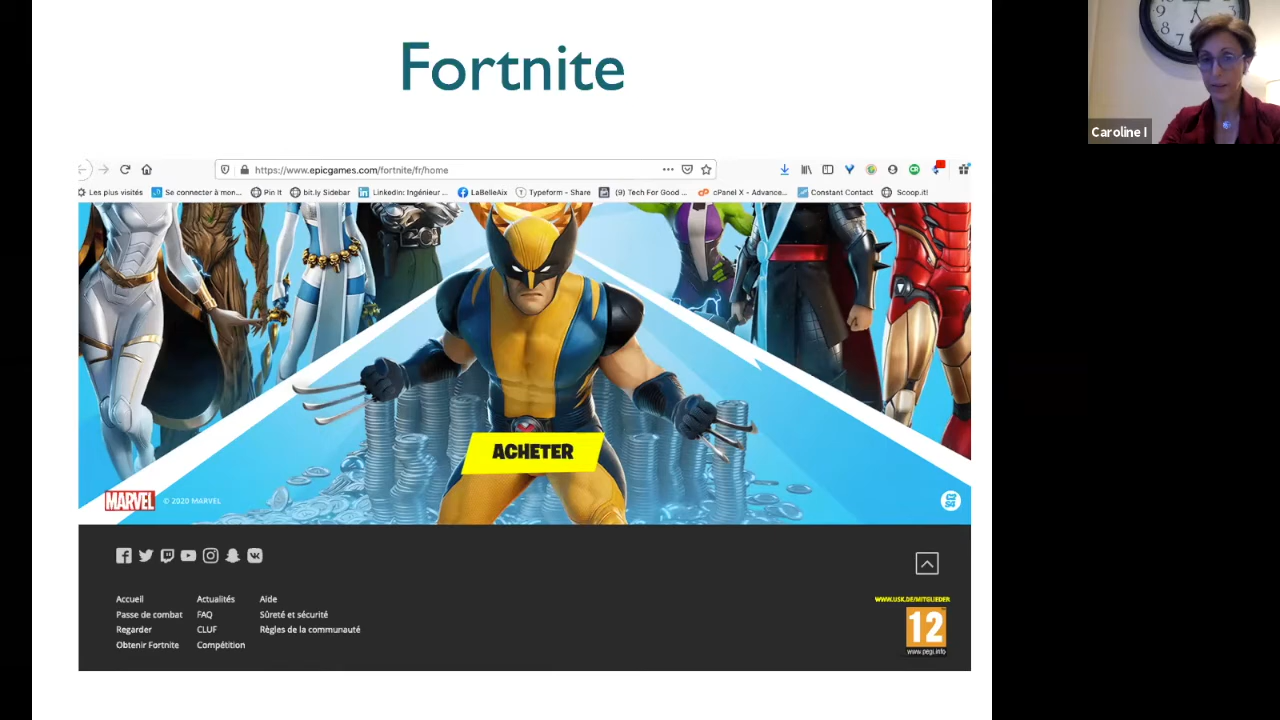 Fortnite
https://www.epicgames.com/fortnite/fr/home
Les plus visités Se connecter à mon... Pin It bit.ly Sidebar Linkedin: Ingénieur ... LaBelleAix Typeform - Share (9) Tech For Good ... cPanel X - Advance... Constant Contact Scoop.it!
ACHETER
MARVEL © 2020 MARVEL
Accueil Actualités Aide
Passe de combat FAQ Sûreté et sécurité
Regarder CLUF Règles de la communauté
Obtenir Fortnite Compétition
WWW.USK.DE/MITGLIEDER
12
www.pegi.info
9
8
7
Caroline I